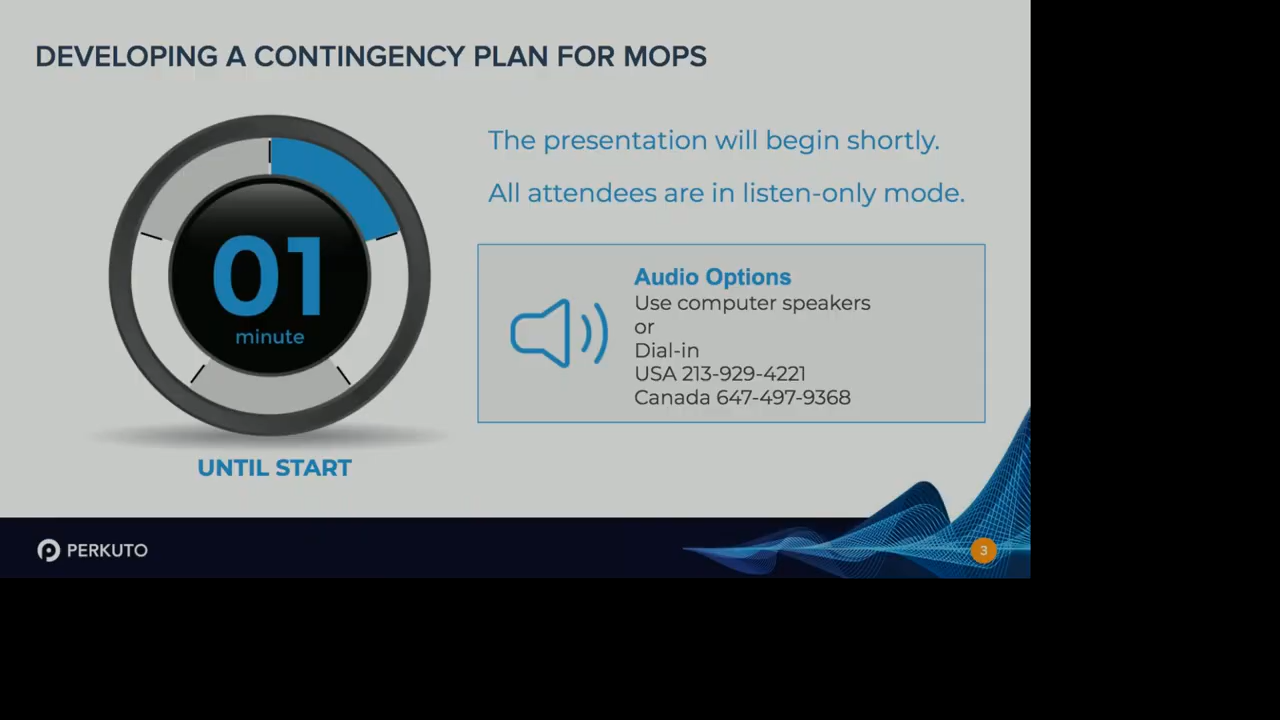 DEVELOPING A CONTINGENCY PLAN FOR MOPS
01
minute
UNTIL START
The presentation will begin shortly.
All attendees are in listen-only mode.
Audio Options
Use computer speakers
or
Dial-in
USA 213-929-4221
Canada 647-497-9368
PERKUTO
3